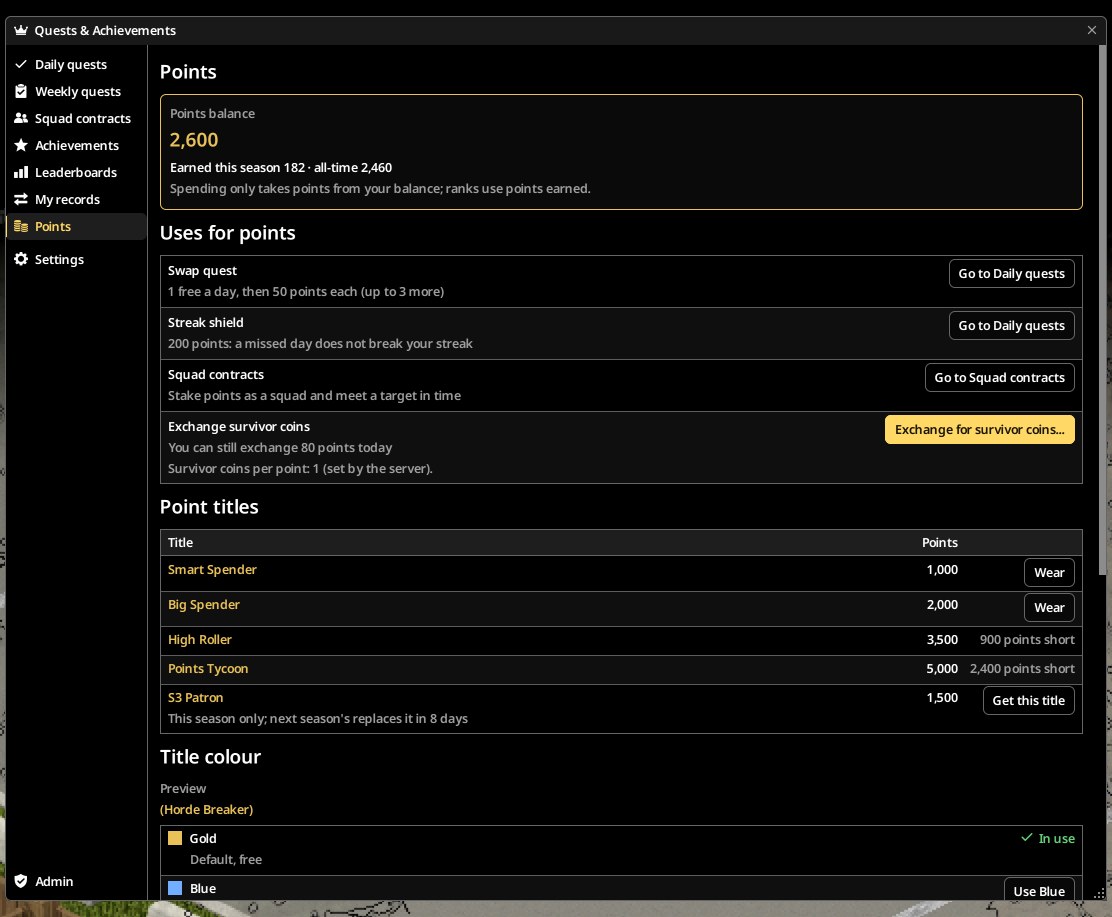 Quests & Achievements
Daily quests
Weekly quests
Squad contracts
Achievements
Leaderboards
My records
Points
Settings
Admin
Points
Points balance
2,600
Earned this season 182 · all-time 2,460
Spending only takes points from your balance; ranks use points earned.
Uses for points
Swap quest
Go to Daily quests
1 free a day, then 50 points each (up to 3 more)
Streak shield
Go to Daily quests
200 points: a missed day does not break your streak
Squad contracts
Go to Squad contracts
Stake points as a squad and meet a target in time
Exchange survivor coins
Exchange for survivor coins...
You can still exchange 80 points today
Survivor coins per point: 1 (set by the server).
Point titles
Title Points
Smart Spender 1,000 Wear
Big Spender 2,000 Wear
High Roller 3,500 900 points short
Points Tycoon 5,000 2,400 points short
S3 Patron 1,500 Get this title
This season only; next season's replaces it in 8 days
Title colour
Preview
(Horde Breaker)
Gold In use
Default, free
Blue Use Blue